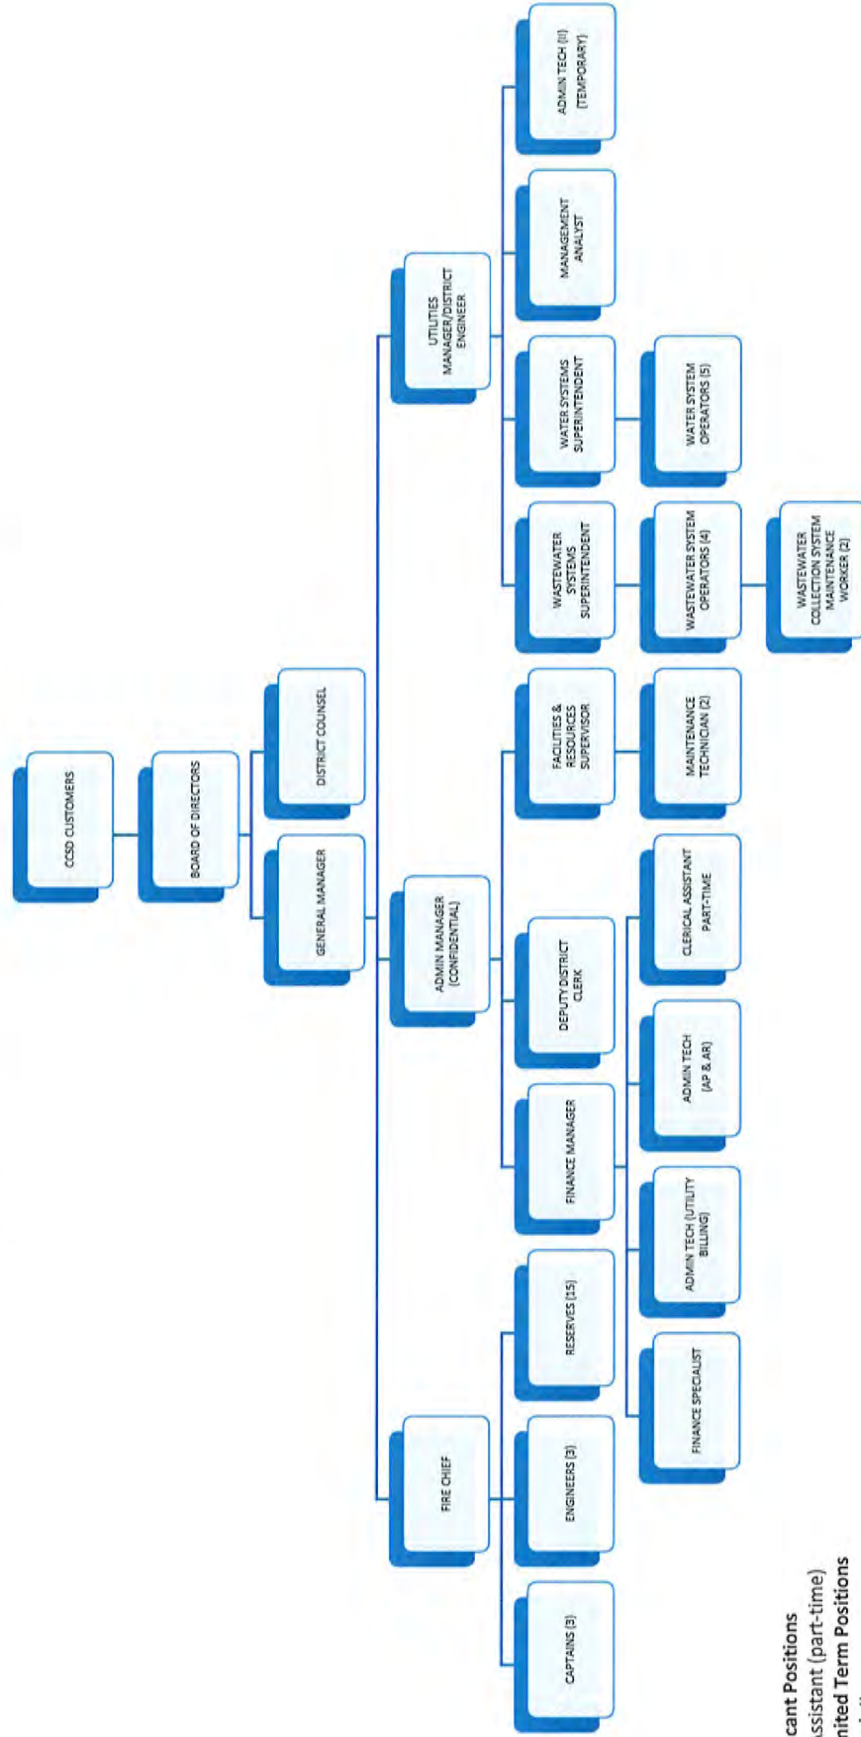 CCSD CUSTOMERS
BOARD OF DIRECTORS
GENERAL MANAGER
DISTRICT COUNSEL
FIRE CHIEF
ADMIN MANAGER
(CONFIDENTIAL)
UTILITIES
MANAGER/DISTRICT
ENGINEER
CAPTAINS (3)
ENGINEERS (3)
RESERVES (15)
FINANCE MANAGER
DEPUTY DISTRICT
CLERK
FACILITIES &
RESOURCES
SUPERVISOR
WASTEWATER
SYSTEMS
SUPERINTENDENT
WATER SYSTEMS
SUPERINTENDENT
MANAGEMENT
ANALYST
ADMIN TECH (II)
(TEMPORARY)
FINANCE SPECIALIST
ADMIN TECH (UTILITY
BILLING)
ADMIN TECH
(AP & AR)
CLERICAL ASSISTANT
PART-TIME
MAINTENANCE
TECHNICIAN (2)
WASTEWATER SYSTEM
OPERATORS (4)
WATER SYSTEM
OPERATORS (5)
WASTEWATER
COLLECTION SYSTEM
MAINTENANCE
WORKER (2)
cant Positions
Assistant (part-time)
mited Term Positions